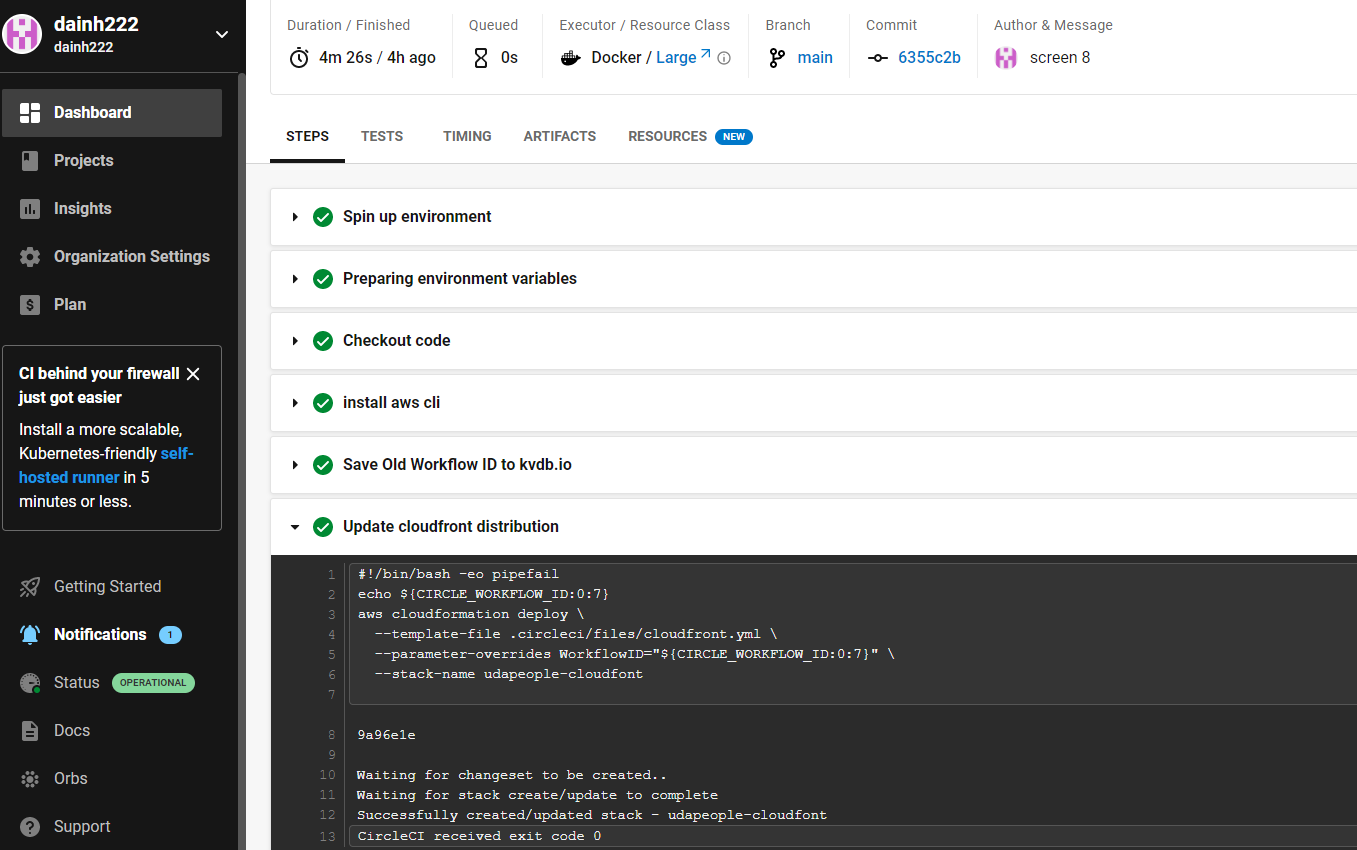 dainh222
dainh222
Dashboard
Projects
Insights
Organization Settings
Plan
CI behind your firewall
just got easier
Install a more scalable,
Kubernetes-friendly self-
hosted runner in 5
minutes or less.
Getting Started
Notifications 1
Status OPERATIONAL
Docs
Orbs
Support
Duration / Finished
4m 26s / 4h ago
Queued
0s
Executor / Resource Class
Docker / Large
Branch
main
Commit
6355c2b
Author & Message
screen 8
STEPS TESTS TIMING ARTIFACTS RESOURCES NEW
Spin up environment
Preparing environment variables
Checkout code
install aws cli
Save Old Workflow ID to kvdb.io
Update cloudfront distribution
1 #!/bin/bash -eo pipefail
2 echo ${CIRCLE_WORKFLOW_ID:0:7}
3 aws cloudformation deploy \
4 --template-file .circleci/files/cloudfront.yml \
5 --parameter-overrides WorkflowID="${CIRCLE_WORKFLOW_ID:0:7}" \
6 --stack-name udapeople-cloudfont
7
8 9a96e1e
9
10 Waiting for changeset to be created..
11 Waiting for stack create/update to complete
12 Successfully created/updated stack - udapeople-cloudfont
13 CircleCI received exit code 0